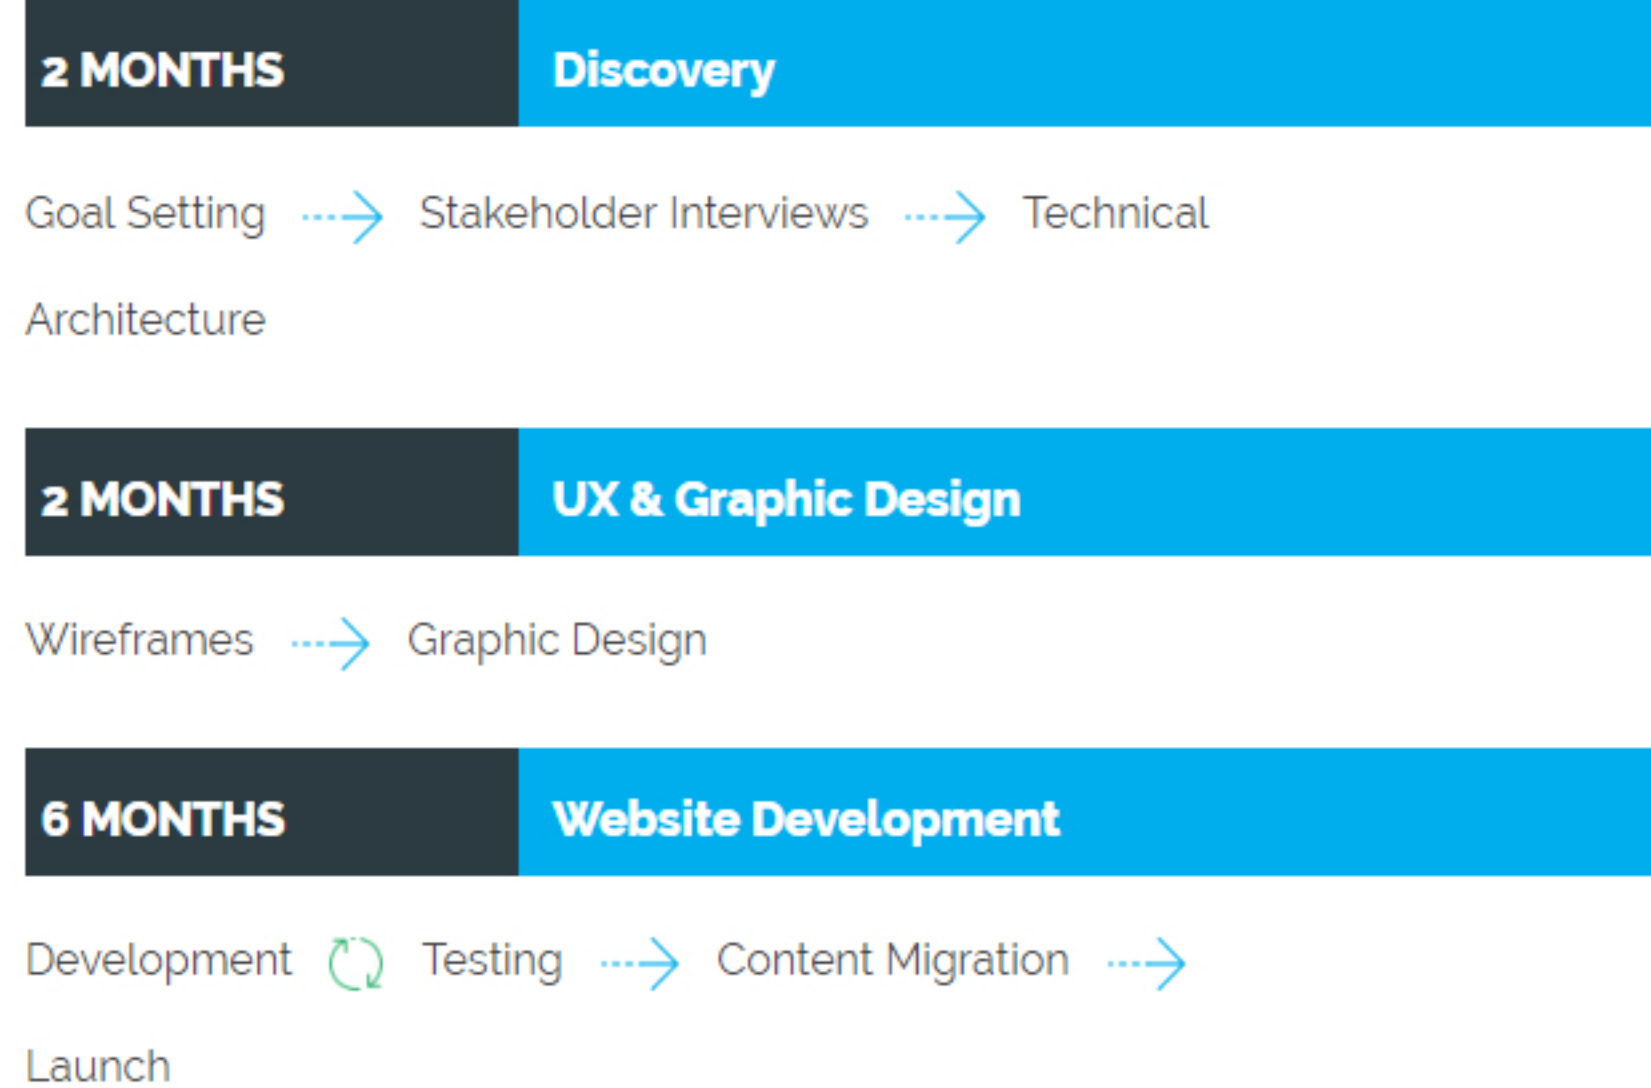 2 MONTHS Discovery
Goal Setting Stakeholder Interviews Technical
Architecture
2 MONTHS UX & Graphic Design
Wireframes Graphic Design
6 MONTHS Website Development
Development Testing Content Migration
Launch